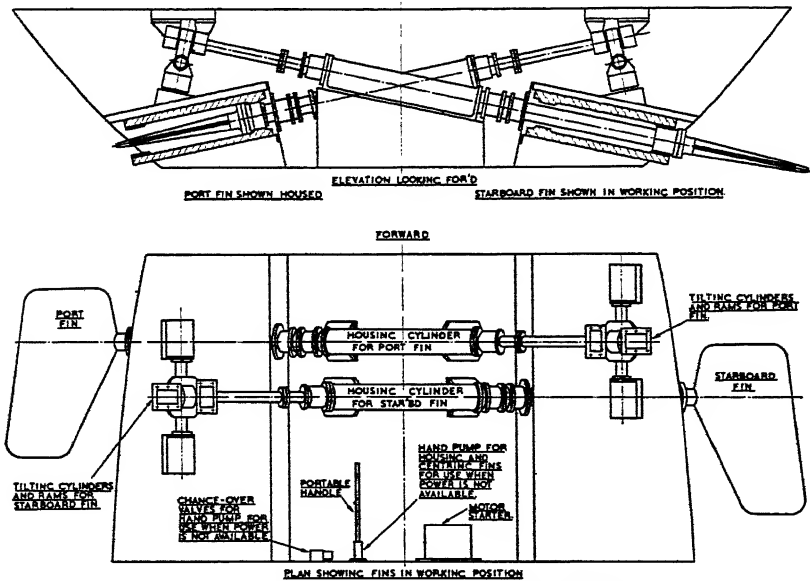 ELEVATION LOOKING FOR'D
PORT FIN SHOWN HOUSED
STARBOARD FIN SHOWN IN WORKING POSITION.
FORWARD
PORT
FIN
HOUSING CYLINDER
FOR PORT FIN
TILTING CYLINDERS
AND RAMS FOR PORT
FIN.
STARBOARD
FIN
HOUSING CYLINDER
FOR STAR'BD FIN
TILTING CYLINDERS
AND RAMS FOR
STARBOARD FIN
CHANGE-OVER
VALVES FOR
HAND PUMP FOR
USE WHEN POWER
IS NOT AVAILABLE
PORTABLE
HANDLE
HAND PUMP FOR
HOUSING AND
CENTRING FINS
FOR USE WHEN
POWER IS NOT
AVAILABLE.
MOTOR
STARTER.
PLAN SHOWING FINS IN WORKING POSITION